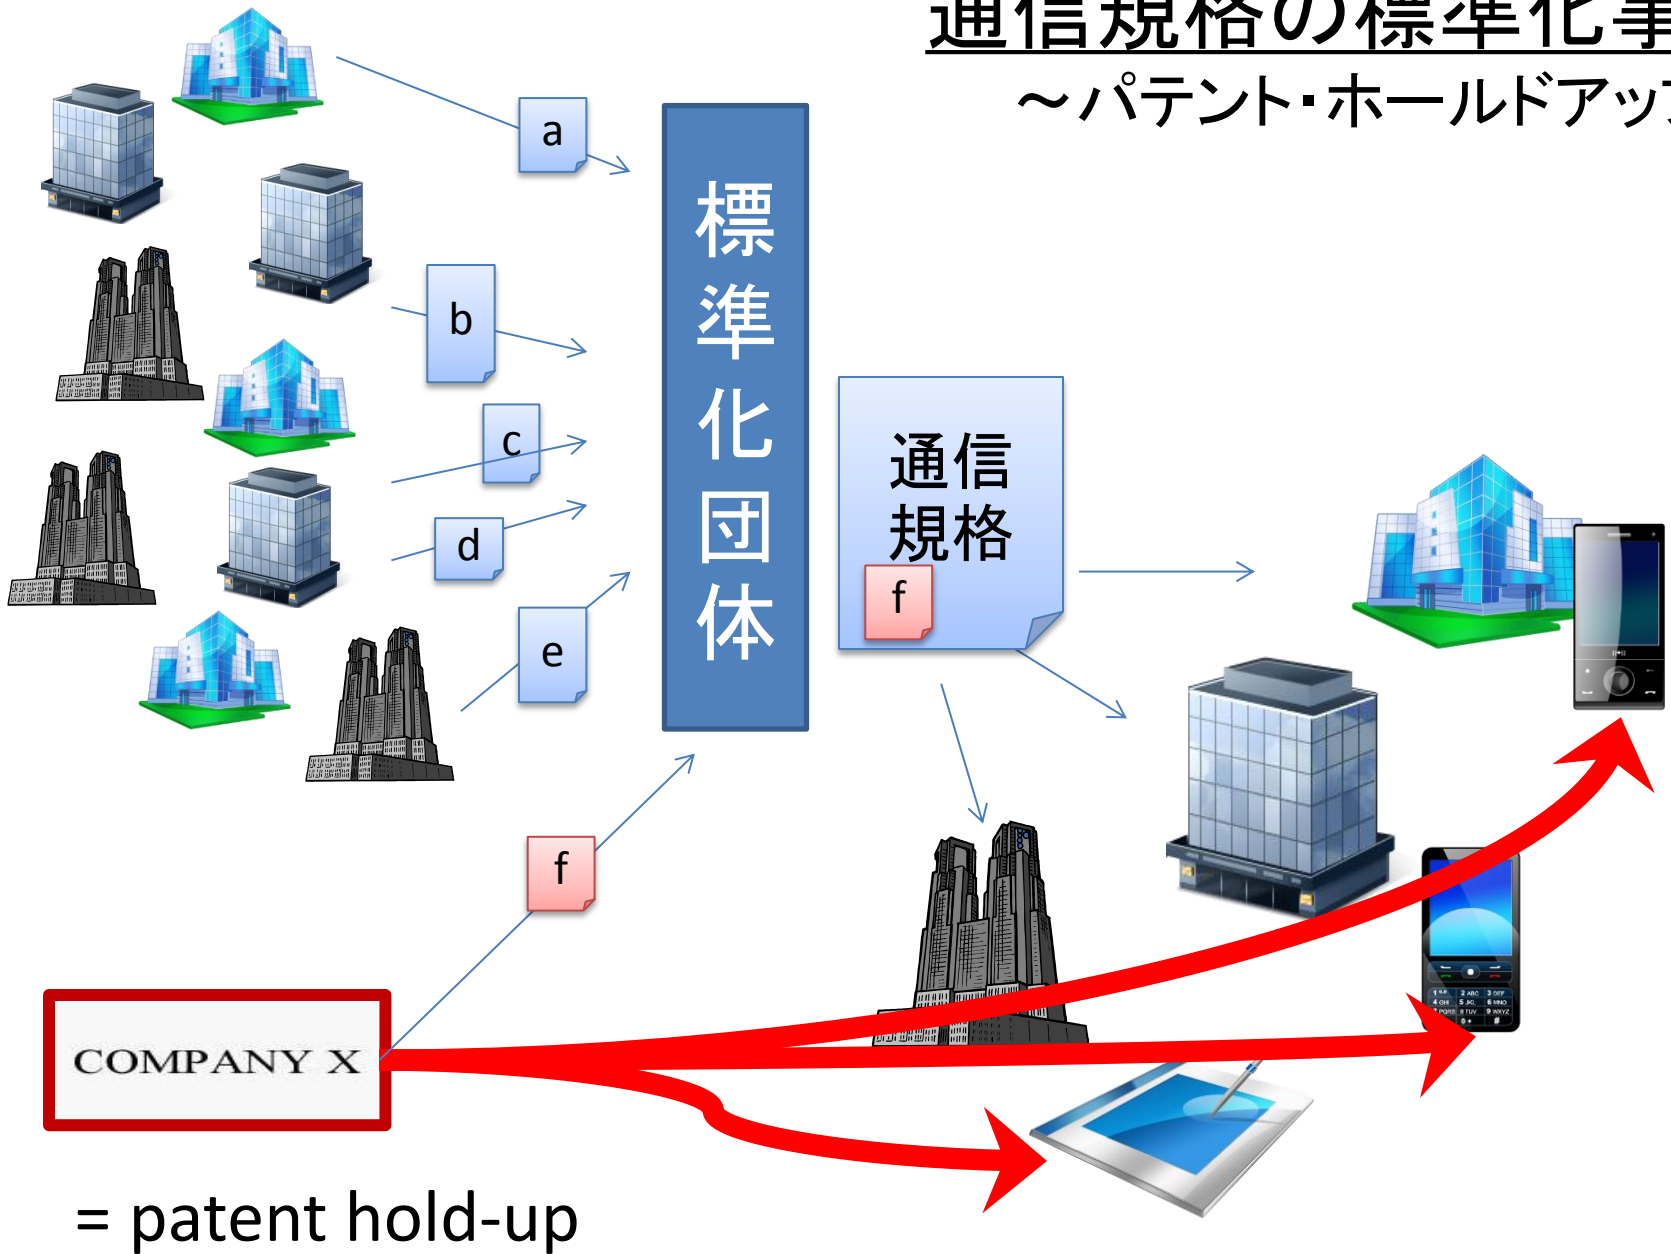 通信規格の標準化事
～パテント・ホールドアップ
a
b
c
d
e
f
標準化団体
通信
規格
f
COMPANY X
= patent hold-up